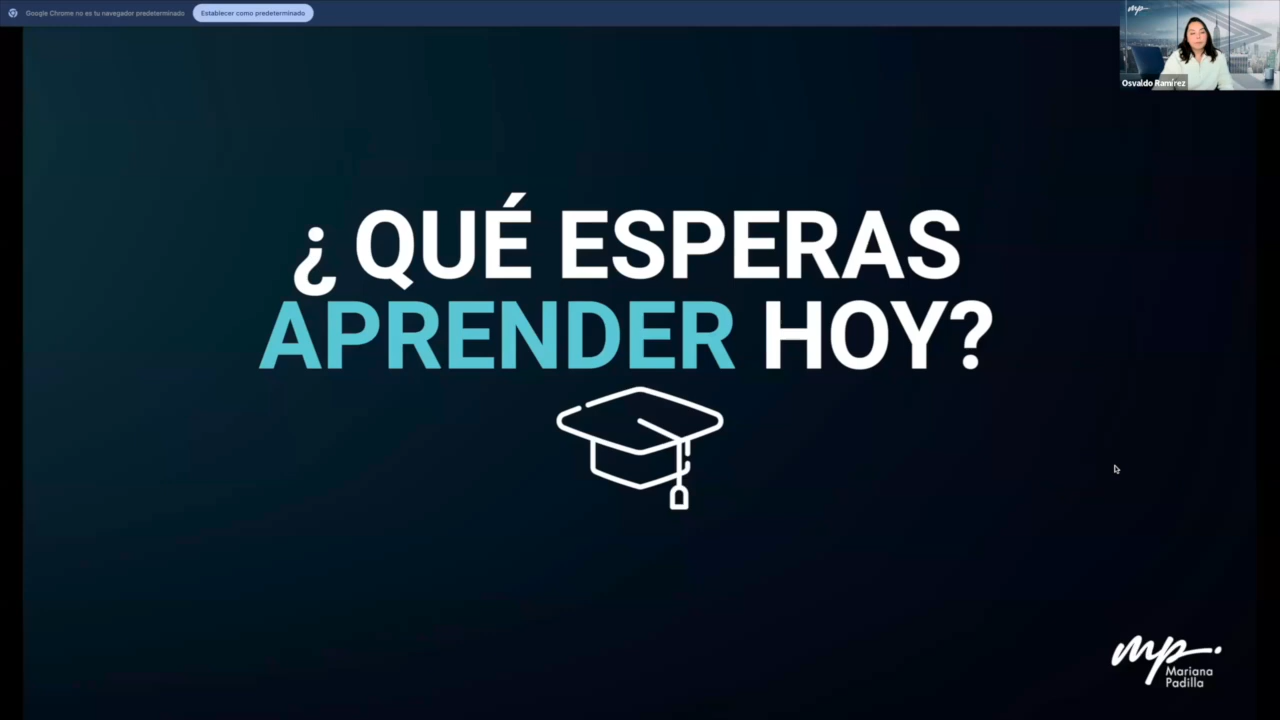 Google Chrome no es tu navegador predeterminado
Establecer como predeterminado
mp
Osvaldo Ramírez
¿ QUÉ ESPERAS
APRENDER HOY?
mp.
Mariana
Padilla